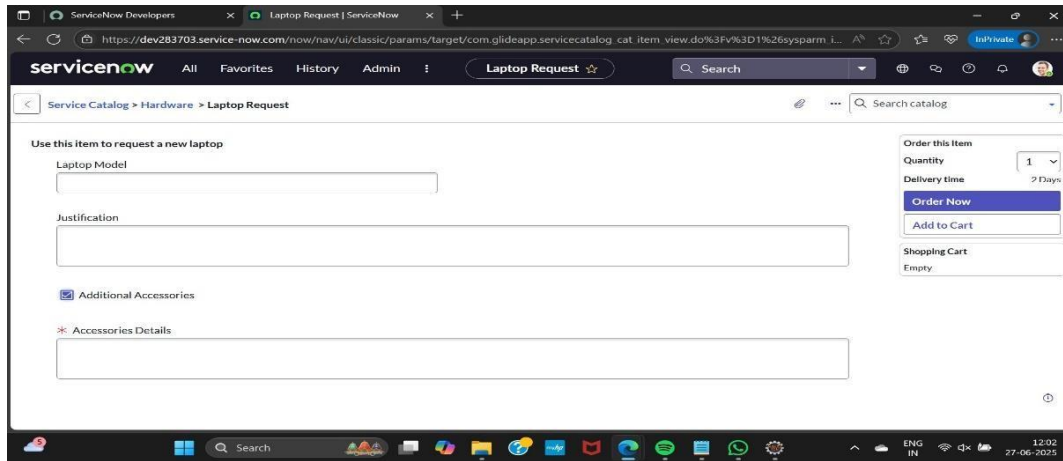 ServiceNow Developers
Laptop Request | ServiceNow
https://dev283703.service-now.com/now/nav/ui/classic/params/target/com.glideapp.servicecatalog_cat_item_view.do%3Fv%3D1%26sysparm_i...
InPrivate
servicenow All Favorites History Admin Laptop Request Search
Service Catalog > Hardware > Laptop Request
Search catalog
Use this item to request a new laptop
Laptop Model
Justification
Additional Accessories
* Accessories Details
Order this Item
Quantity 1
Delivery time 2 Days
Order Now
Add to Cart
Shopping Cart
Empty
5
Search
ENG
IN
12:02
27-06-2025